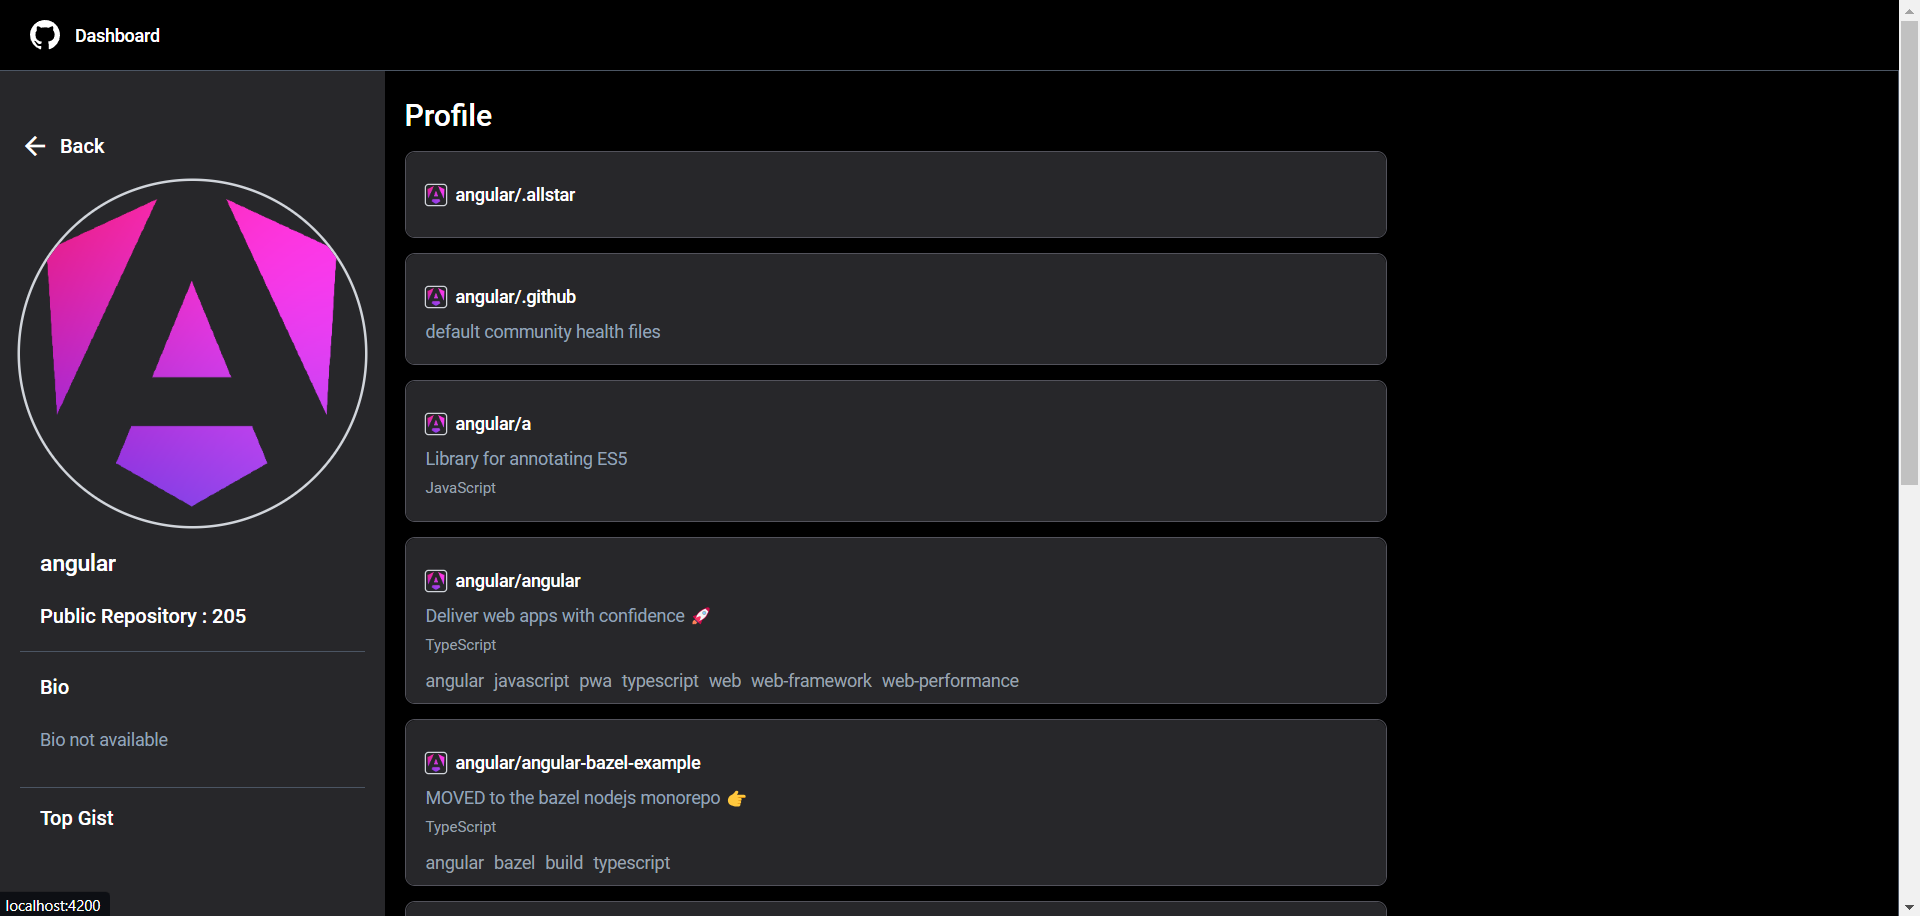 Dashboard
Back
angular
Public Repository : 205
Bio
Bio not available
Top Gist
Profile
angular/.allstar
angular/.github
default community health files
angular/a
Library for annotating ES5
JavaScript
angular/angular
Deliver web apps with confidence 🚀
TypeScript
angular javascript pwa typescript web web-framework web-performance
angular/angular-bazel-example
MOVED to the bazel nodejs monorepo 👉
TypeScript
angular bazel build typescript
localhost:4200